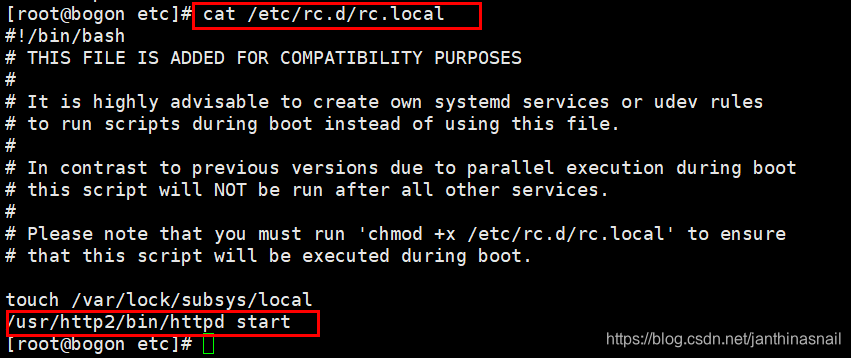 [root@bogon etc]# cat /etc/rc.d/rc.local
#!/bin/bash
# THIS FILE IS ADDED FOR COMPATIBILITY PURPOSES
#
# It is highly advisable to create own systemd services or udev rules
# to run scripts during boot instead of using this file.
#
# In contrast to previous versions due to parallel execution during boot
# this script will NOT be run after all other services.
#
# Please note that you must run 'chmod +x /etc/rc.d/rc.local' to ensure
# that this script will be executed during boot.
touch /var/lock/subsys/local
/usr/http2/bin/httpd start
[root@bogon etc]#
https://blog.csdn.net/janthinasnail